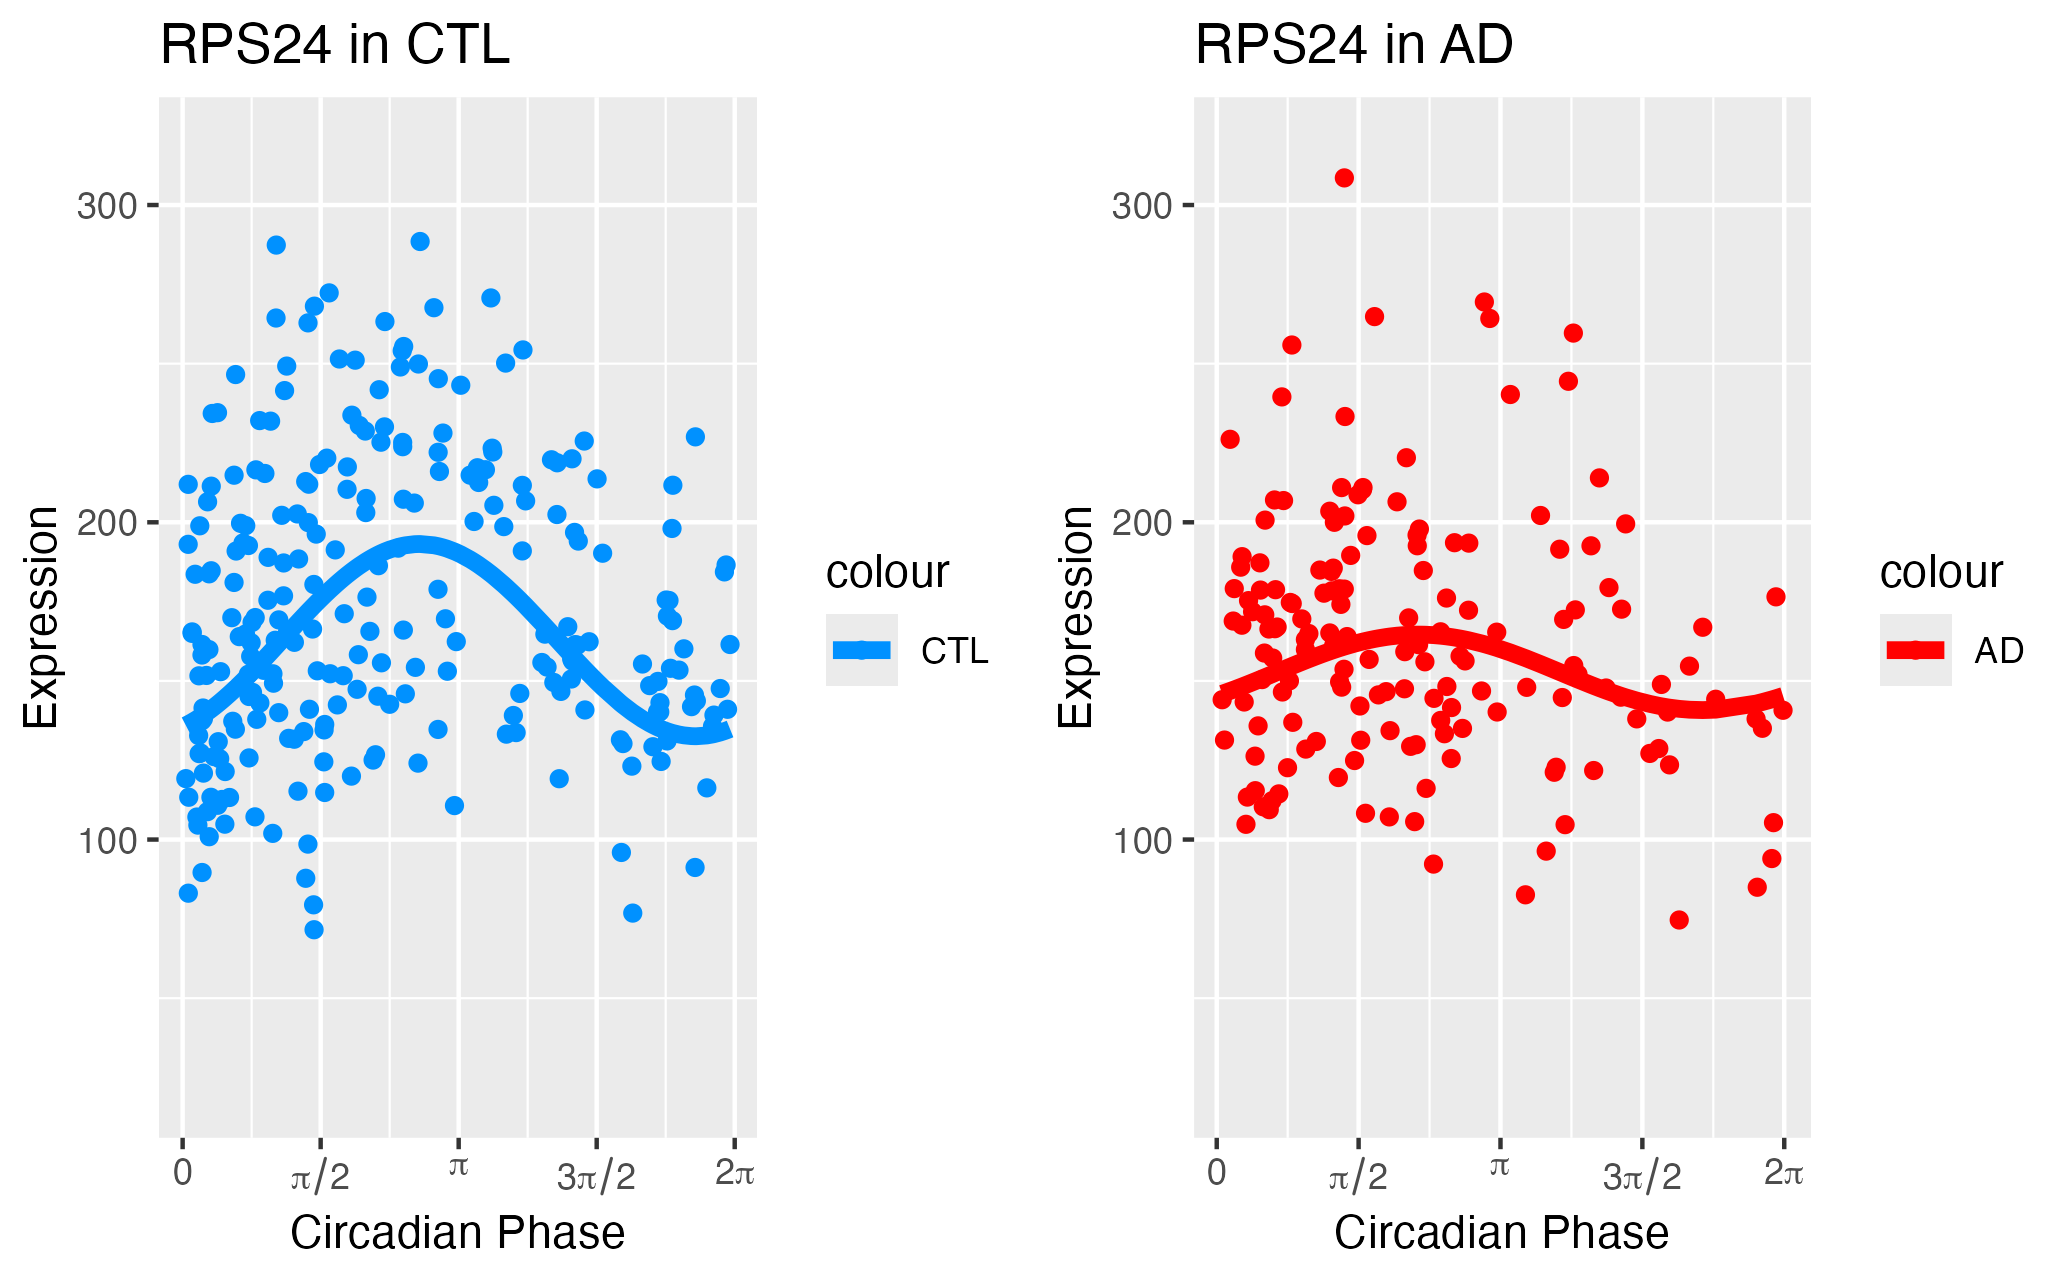 RPS24 in CTL
300
200
100
Expression
0
π/2
π
3π/2
2π
Circadian Phase
colour
CTL
RPS24 in AD
300
200
100
Expression
0
π/2
π
3π/2
2π
Circadian Phase
colour
AD